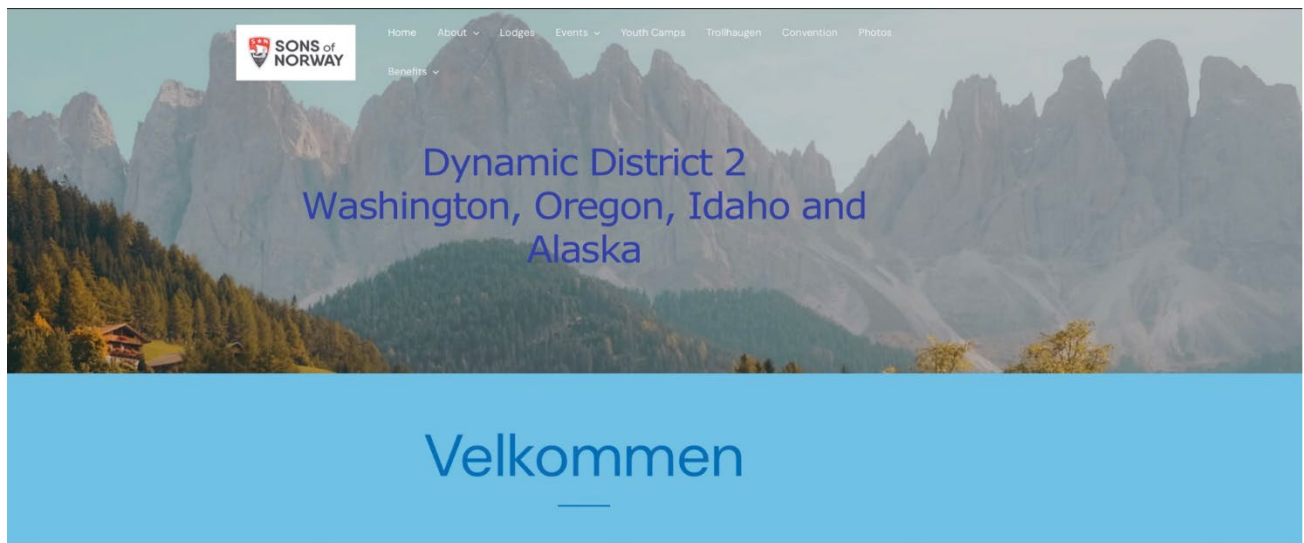 SONS of
NORWAY
Home About Lodges Events Youth Camps Trollhaugen Convention Photos
Benefits
Dynamic District 2
Washington, Oregon, Idaho and
Alaska
Velkommen